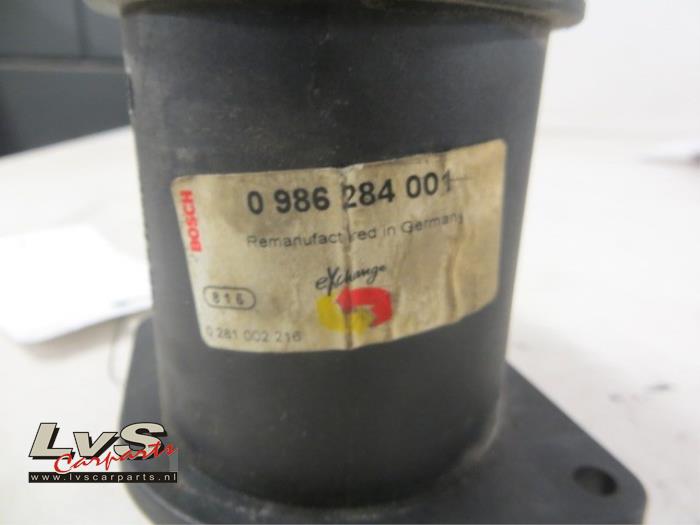 BOSCH
0 986 284 001
Remanufactured in Germany
eXchange
816
0 281 002 216
LvS
Carparts
www.lvscarparts.nl